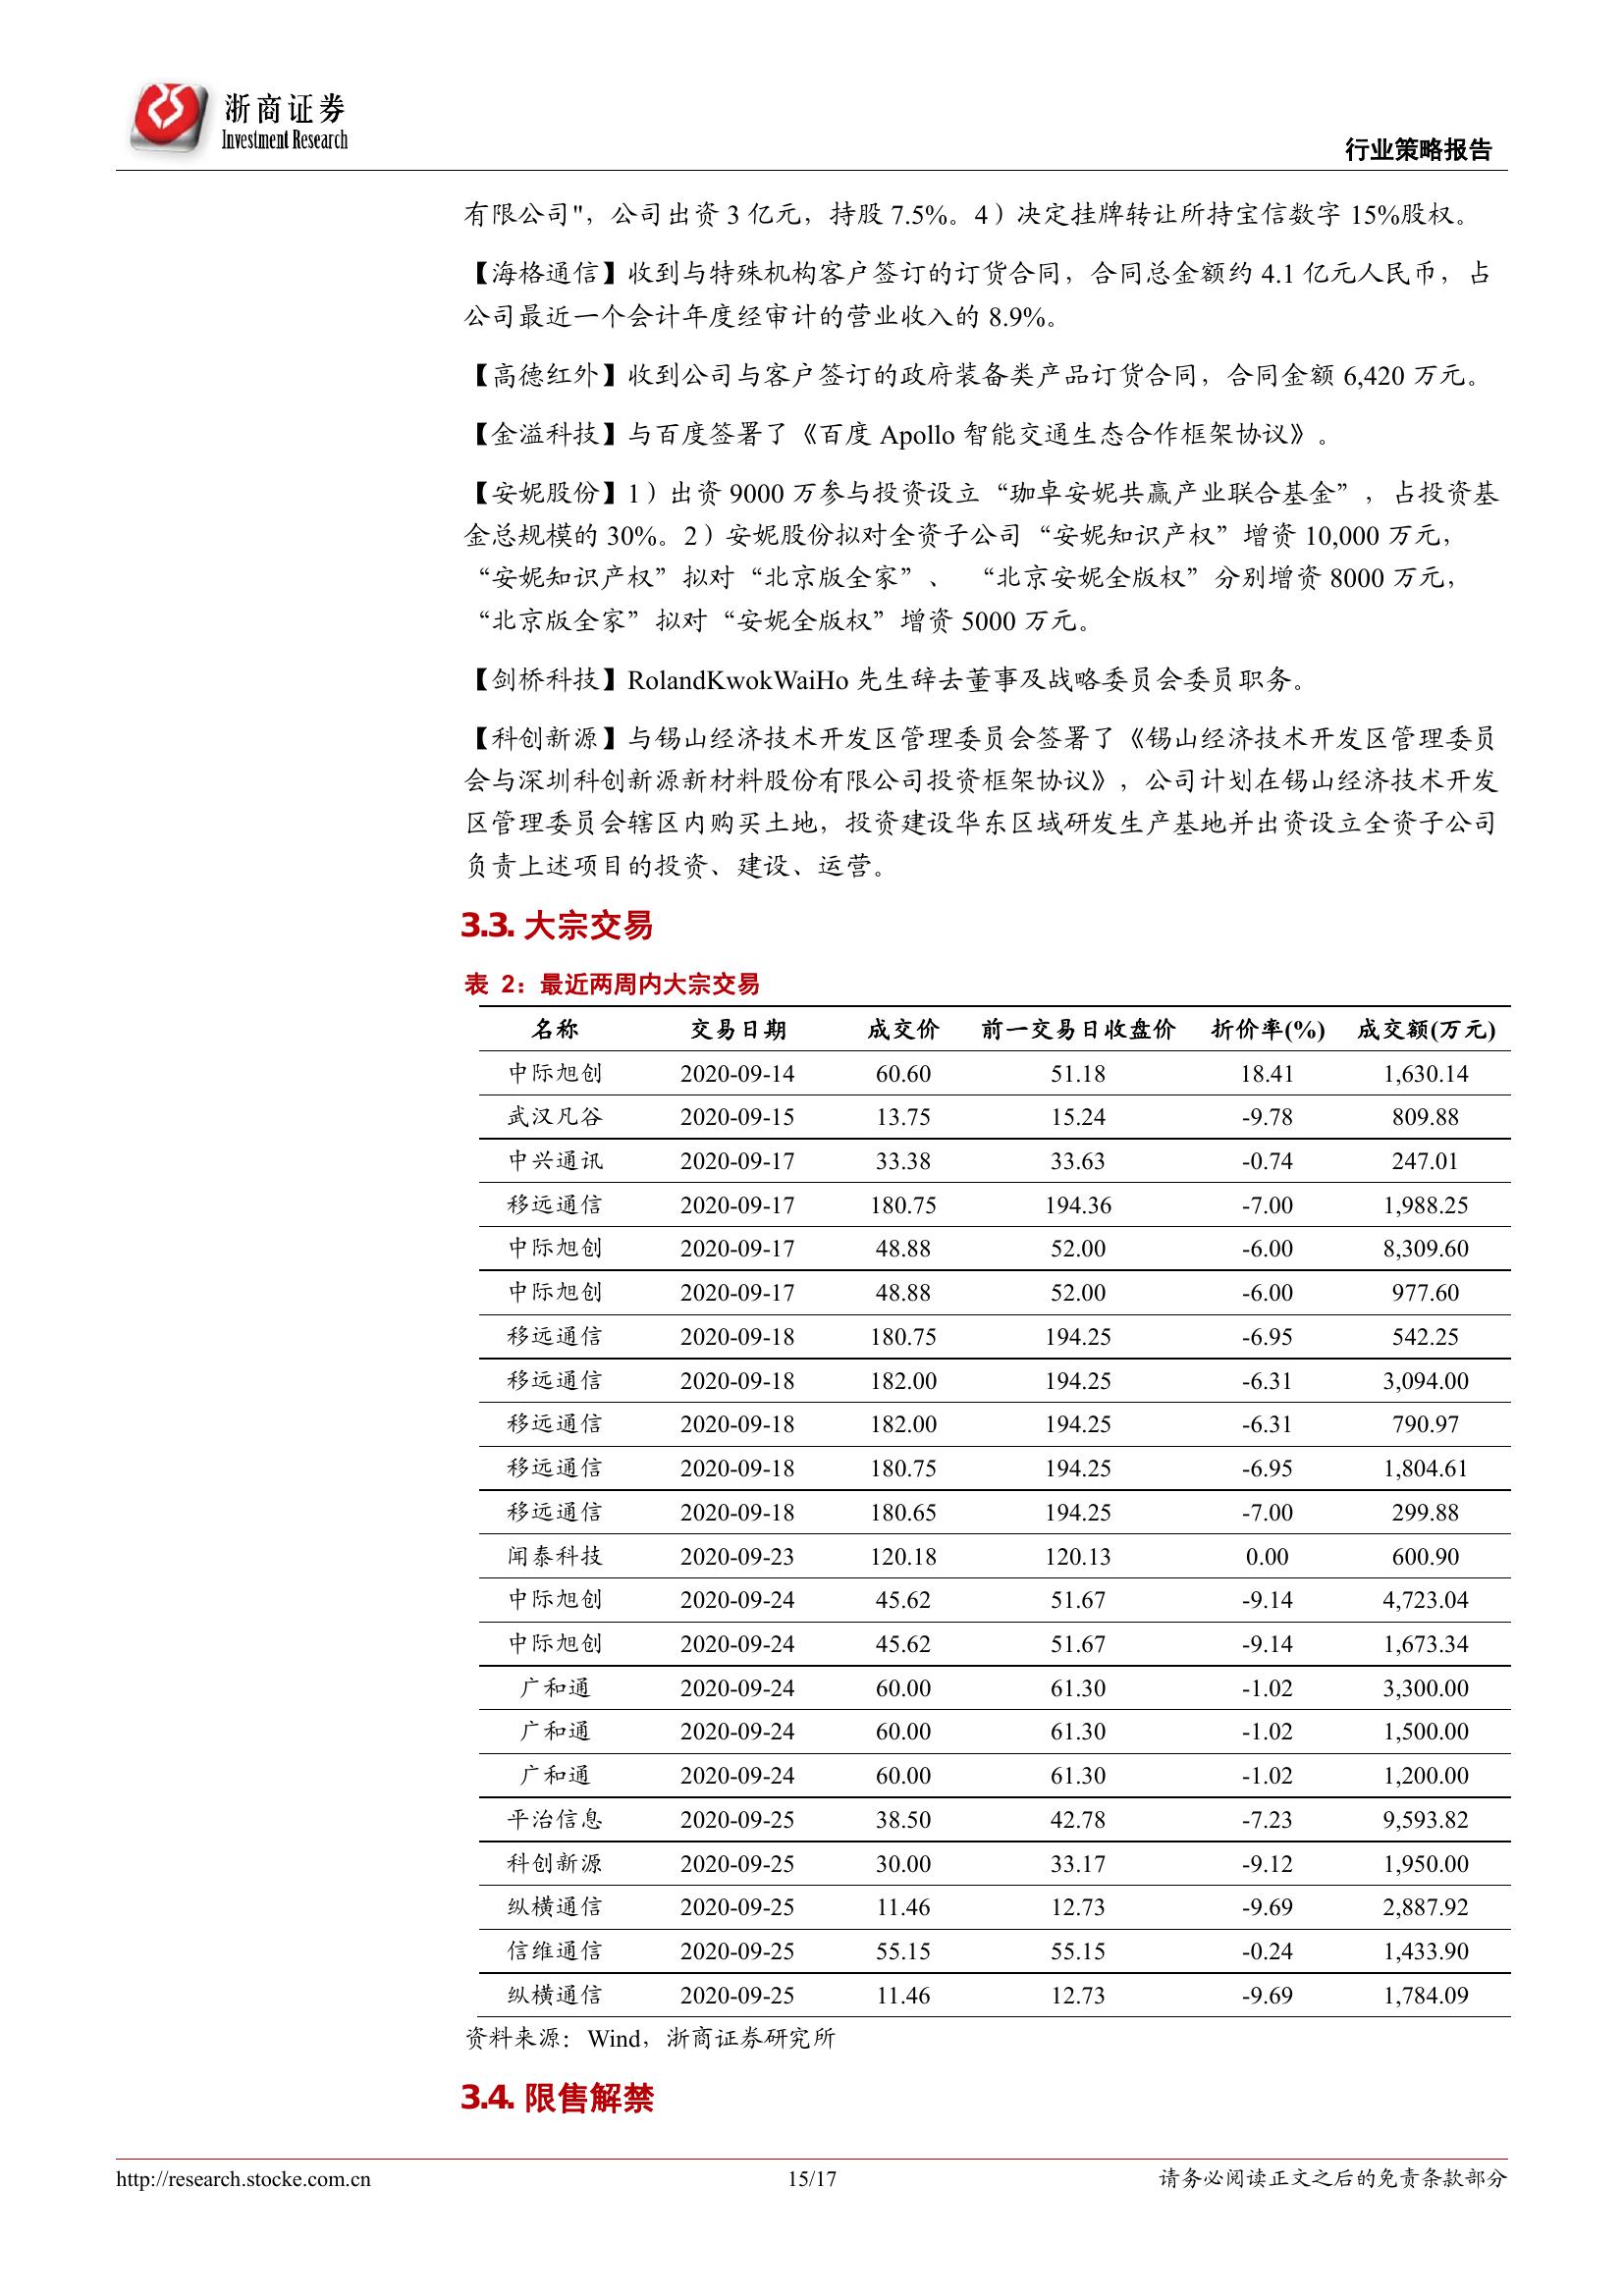 浙商证券
Investment Research
行业策略报告
有限公司"，公司出资 3 亿元，持股 7.5%。4）决定挂牌转让所持宝信数字 15%股权。
【海格通信】收到与特殊机构客户签订的订货合同，合同总金额约 4.1 亿元人民币，占
公司最近一个会计年度经审计的营业收入的 8.9%。
【高德红外】收到公司与客户签订的政府装备类产品订货合同，合同金额 6,420 万元。
【金溢科技】与百度签署了《百度 Apollo 智能交通生态合作框架协议》。
【安妮股份】1）出资 9000 万参与投资设立“珈卓安妮共赢产业联合基金”，占投资基
金总规模的 30%。2）安妮股份拟对全资子公司“安妮知识产权”增资 10,000 万元，
“安妮知识产权”拟对“北京版全家”、 “北京安妮全版权”分别增资 8000 万元，
“北京版全家”拟对“安妮全版权”增资 5000 万元。
【剑桥科技】RolandKwokWaiHo 先生辞去董事及战略委员会委员职务。
【科创新源】与锡山经济技术开发区管理委员会签署了《锡山经济技术开发区管理委员
会与深圳科创新源新材料股份有限公司投资框架协议》，公司计划在锡山经济技术开发
区管理委员会辖区内购买土地，投资建设华东区域研发生产基地并出资设立全资子公司
负责上述项目的投资、建设、运营。
3.3. 大宗交易
表 2：最近两周内大宗交易
名称 交易日期 成交价 前一交易日收盘价 折价率(%) 成交额(万元)
中际旭创 2020-09-14 60.60 51.18 18.41 1,630.14
武汉凡谷 2020-09-15 13.75 15.24 -9.78 809.88
中兴通讯 2020-09-17 33.38 33.63 -0.74 247.01
移远通信 2020-09-17 180.75 194.36 -7.00 1,988.25
中际旭创 2020-09-17 48.88 52.00 -6.00 8,309.60
中际旭创 2020-09-17 48.88 52.00 -6.00 977.60
移远通信 2020-09-18 180.75 194.25 -6.95 542.25
移远通信 2020-09-18 182.00 194.25 -6.31 3,094.00
移远通信 2020-09-18 182.00 194.25 -6.31 790.97
移远通信 2020-09-18 180.75 194.25 -6.95 1,804.61
移远通信 2020-09-18 180.65 194.25 -7.00 299.88
闻泰科技 2020-09-23 120.18 120.13 0.00 600.90
中际旭创 2020-09-24 45.62 51.67 -9.14 4,723.04
中际旭创 2020-09-24 45.62 51.67 -9.14 1,673.34
广和通 2020-09-24 60.00 61.30 -1.02 3,300.00
广和通 2020-09-24 60.00 61.30 -1.02 1,500.00
广和通 2020-09-24 60.00 61.30 -1.02 1,200.00
平治信息 2020-09-25 38.50 42.78 -7.23 9,593.82
科创新源 2020-09-25 30.00 33.17 -9.12 1,950.00
纵横通信 2020-09-25 11.46 12.73 -9.69 2,887.92
信维通信 2020-09-25 55.15 55.15 -0.24 1,433.90
纵横通信 2020-09-25 11.46 12.73 -9.69 1,784.09
资料来源：Wind，浙商证券研究所
3.4. 限售解禁
http://research.stocke.com.cn 15/17 请务必阅读正文之后的免责条款部分